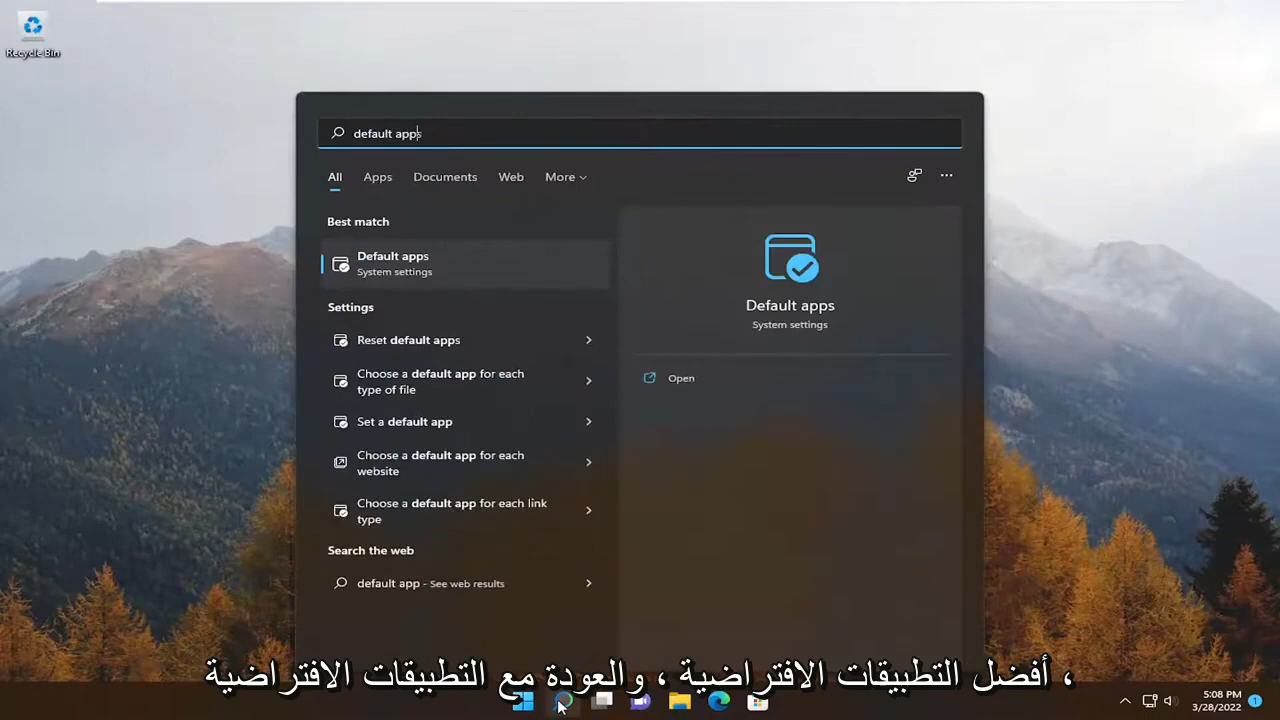 Recycle Bin
default apps
All
Apps
Documents
Web
More
Best match
Default apps
System settings
Settings
Reset default apps
Choose a default app for each
type of file
Set a default app
Choose a default app for each
website
Choose a default app for each link
type
Search the web
default app - See web results
Default apps
System settings
Open
، أفضل التطبيقات الافتراضية ، والعودة مع التطبيقات الافتراضية
5:08 PM
3/28/2022
1